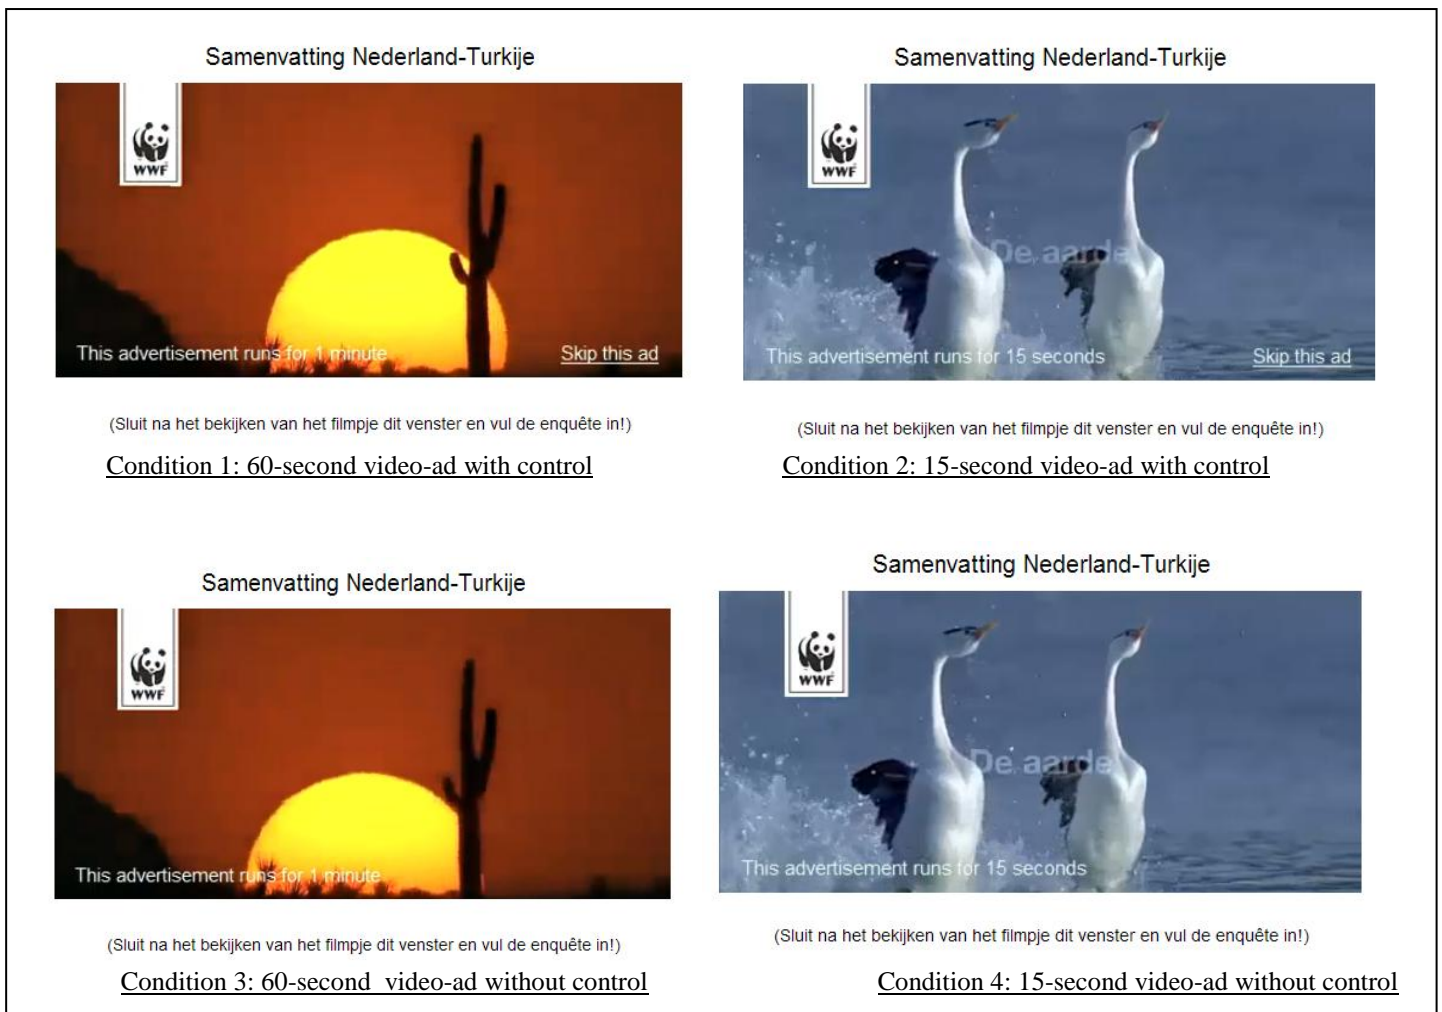 Samenvatting Nederland-Turkije
WWF
This advertisement runs for 1 minute
Skip this ad
(Sluit na het bekijken van het filmpje dit venster en vul de enquête in!)
Condition 1: 60-second video-ad with control
Samenvatting Nederland-Turkije
WWF
De aarde
This advertisement runs for 15 seconds
Skip this ad
(Sluit na het bekijken van het filmpje dit venster en vul de enquête in!)
Condition 2: 15-second video-ad with control
Samenvatting Nederland-Turkije
WWF
This advertisement runs for 1 minute
(Sluit na het bekijken van het filmpje dit venster en vul de enquête in!)
Condition 3: 60-second video-ad without control
Samenvatting Nederland-Turkije
WWF
De aarde
This advertisement runs for 15 seconds
(Sluit na het bekijken van het filmpje dit venster en vul de enquête in!)
Condition 4: 15-second video-ad without control